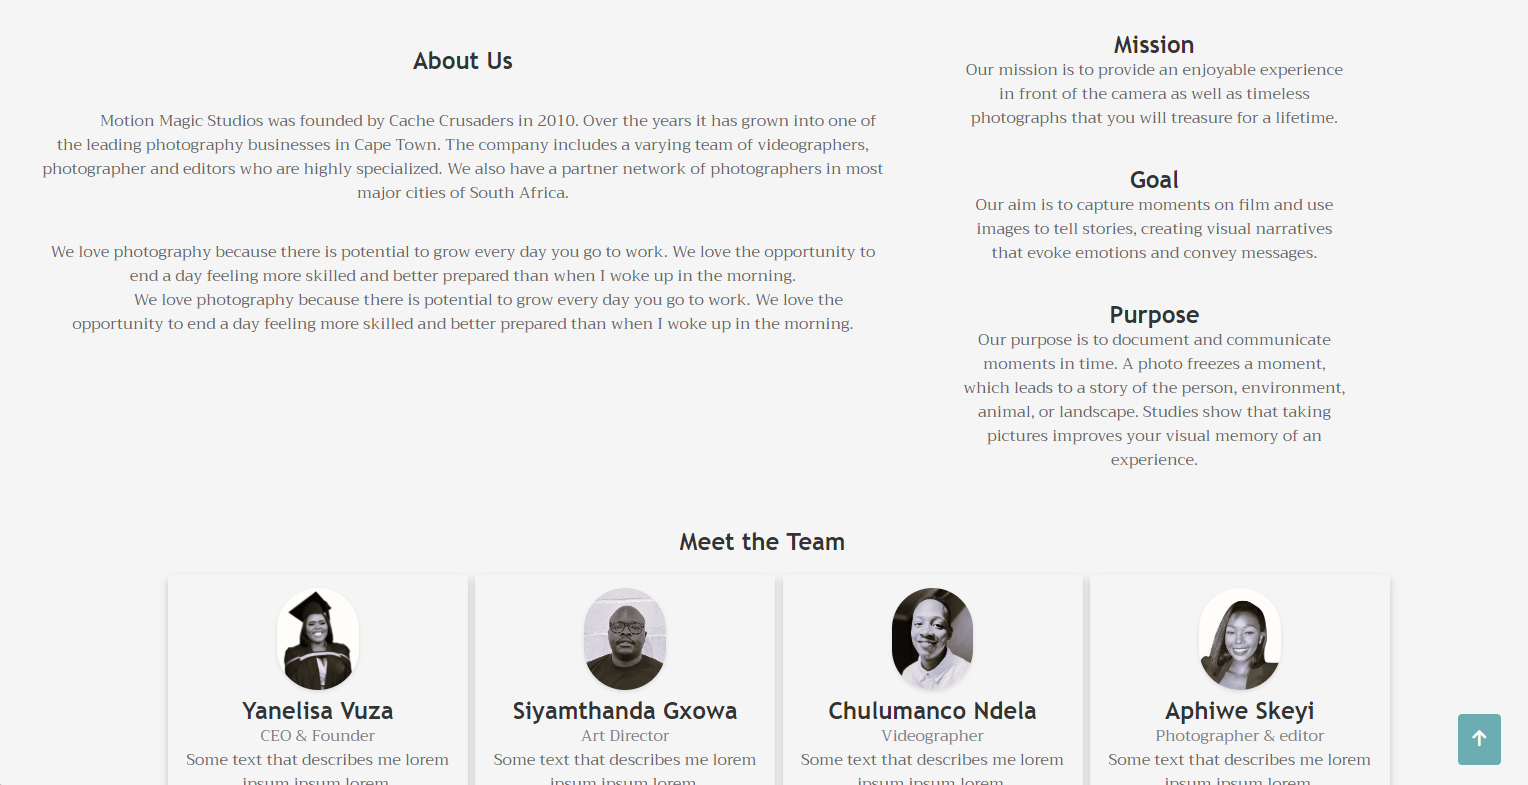 About Us
Motion Magic Studios was founded by Cache Crusaders in 2010. Over the years it has grown into one of
the leading photography businesses in Cape Town. The company includes a varying team of videographers,
photographer and editors who are highly specialized. We also have a partner network of photographers in most
major cities of South Africa.
We love photography because there is potential to grow every day you go to work. We love the opportunity to
end a day feeling more skilled and better prepared than when I woke up in the morning.
We love photography because there is potential to grow every day you go to work. We love the
opportunity to end a day feeling more skilled and better prepared than when I woke up in the morning.
Mission
Our mission is to provide an enjoyable experience
in front of the camera as well as timeless
photographs that you will treasure for a lifetime.
Goal
Our aim is to capture moments on film and use
images to tell stories, creating visual narratives
that evoke emotions and convey messages.
Purpose
Our purpose is to document and communicate
moments in time. A photo freezes a moment,
which leads to a story of the person, environment,
animal, or landscape. Studies show that taking
pictures improves your visual memory of an
experience.
Meet the Team
Yanelisa Vuza
CEO & Founder
Some text that describes me lorem
ipsum ipsum lorem.
Siyamthanda Gxowa
Art Director
Some text that describes me lorem
ipsum ipsum lorem.
Chulumanco Ndela
Videographer
Some text that describes me lorem
ipsum ipsum lorem.
Aphiwe Skeyi
Photographer & editor
Some text that describes me lorem
ipsum ipsum lorem.